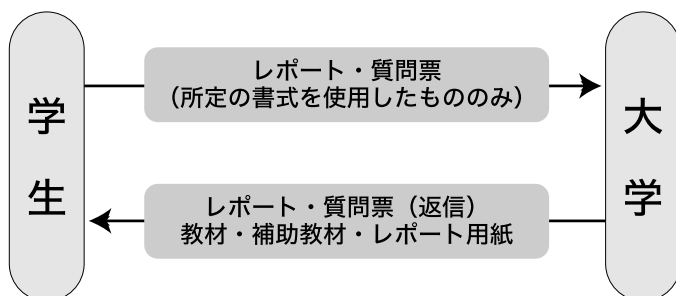 学生
レポート・質問票
（所定の書式を使用したもののみ）
大学
レポート・質問票（返信）
教材・補助教材・レポート用紙